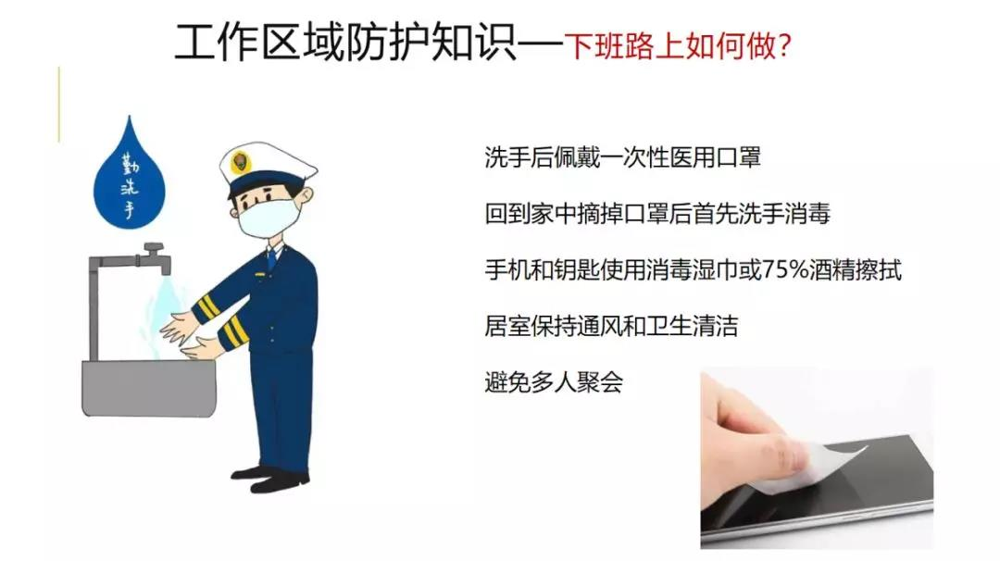 工作区域防护知识—下班路上如何做?
勤洗手
洗手后佩戴一次性医用口罩
回到家中摘掉口罩后首先洗手消毒
手机和钥匙使用消毒湿巾或75%酒精擦拭
居室保持通风和卫生清洁
避免多人聚会